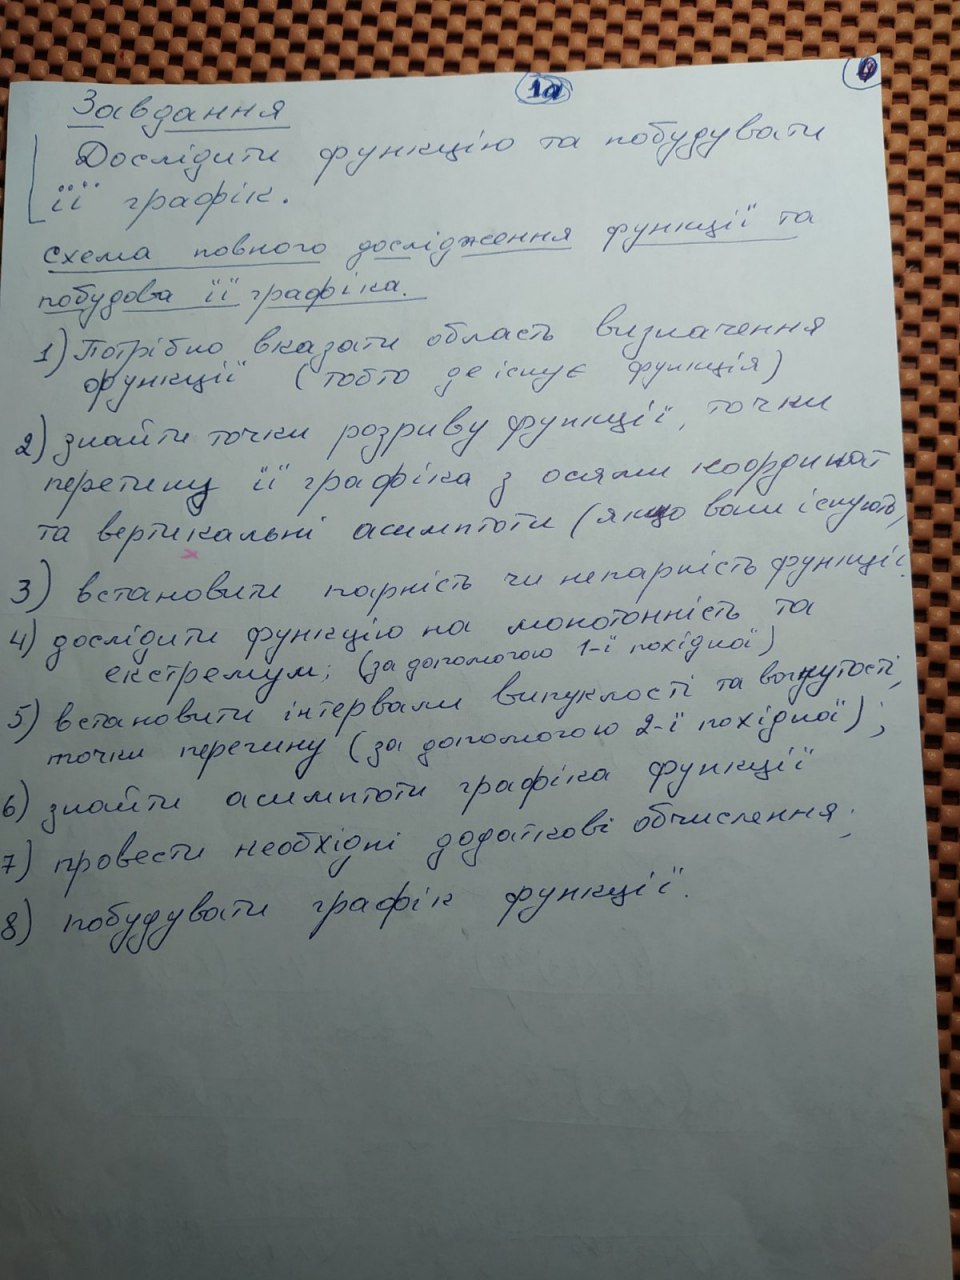 1а
Завдання
Дослідити функцію та побудувати
її графік.
схема повного дослідження функції та
побудова її графіка.
1) Потрібно вказати область визначення
функції (тобто де існує функція)
2) знайти точки розриву функції, точки
перетину її графіка з осями координат
та вертикальні асимптоти (якщо вони існують)
3) встановити парність чи непарність функції.
4) дослідити функцію на монотонність та
екстремум; (за допомогою 1-ї похідної)
5) встановити інтервали випуклості та вогнутості,
точки перегину (за допомогою 2-ї похідної);
6) знайти асимптоти графіка функції
7) провести необхідні додаткові обчислення;
8) побудувати графік функції.